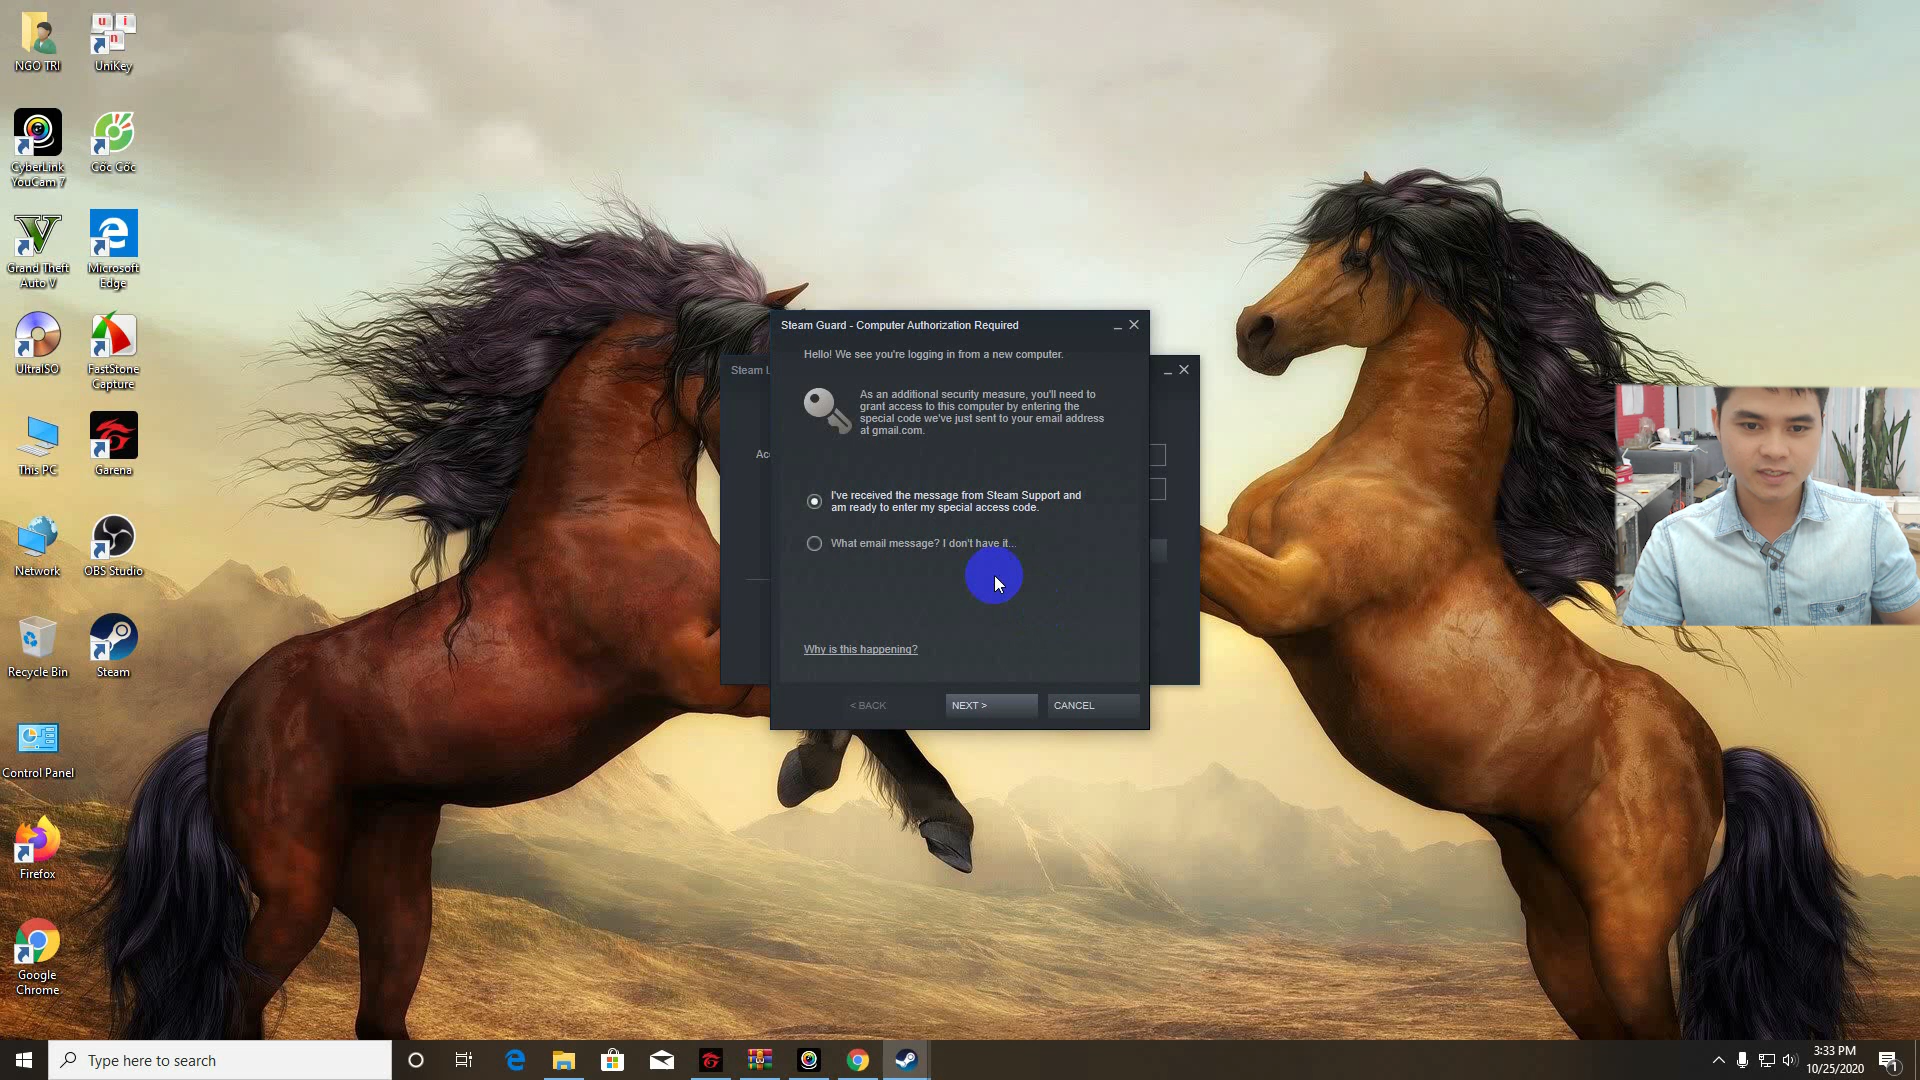 NGO TRI
UniKey
CyberLink
YouCam 7
Cốc Cốc
Grand Theft
Auto V
Microsoft
Edge
UltraISO
FastStone
Capture
This PC
Garena
Network
OBS Studio
Recycle Bin
Steam
Control Panel
Firefox
Google
Chrome
Steam L
Acc
Steam Guard - Computer Authorization Required
Hello! We see you're logging in from a new computer.
As an additional security measure, you'll need to
grant access to this computer by entering the
special code we've just sent to your email address
at gmail.com.
I've received the message from Steam Support and
am ready to enter my special access code.
What email message? I don't have it...
Why is this happening?
< BACK
NEXT >
CANCEL
Type here to search
3:33 PM
10/25/2020
1